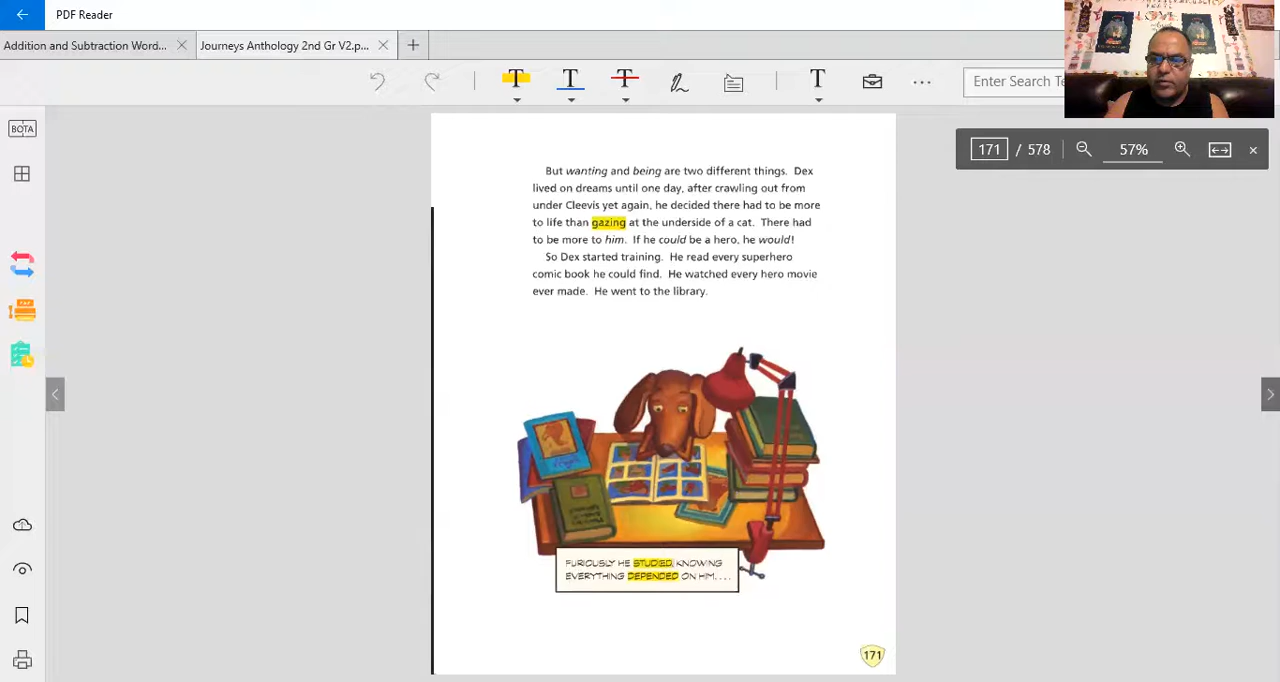 PDF Reader
Addition and Subtraction Word...
Journeys Anthology 2nd Gr V2.p...
Enter Search Te
BOTA
171 / 578
57%
But wanting and being are two different things. Dex
lived on dreams until one day, after crawling out from
under Cleevis yet again, he decided there had to be more
to life than gazing at the underside of a cat. There had
to be more to him. If he could be a hero, he would!
So Dex started training. He read every superhero
comic book he could find. He watched every hero movie
ever made. He went to the library.
FURIOUSLY HE STUDIED, KNOWING
EVERYTHING DEPENDED ON HIM. . . .
171